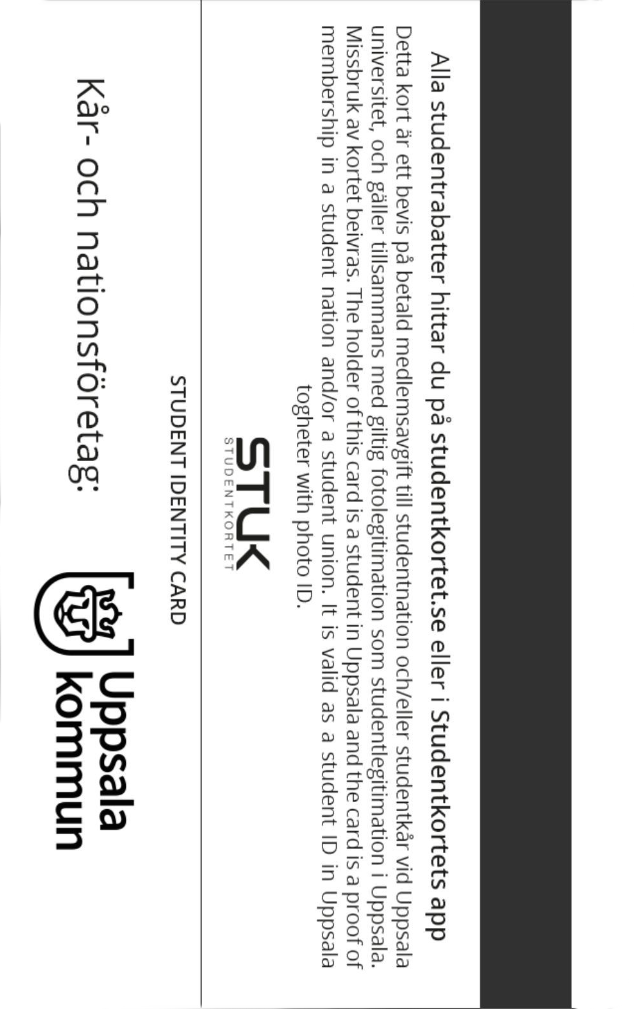 Alla studentrabatter hittar du på studentkortet.se eller i Studentkortets app
Detta kort är ett bevis på betald medlemsavgift till studentnation och/eller studentkår vid Uppsala
universitet, och gäller tillsammans med giltig fotolegitimation som studentlegitimation i Uppsala.
Missbruk av kortet beivras. The holder of this card is a student in Uppsala and the card is a proof of
membership in a student nation and/or a student union. It is valid as a student ID in Uppsala
togheter with photo ID.
STUK
STUDENTKORTET
STUDENT IDENTITY CARD
Kår- och nationsföretag:
Uppsala
kommun